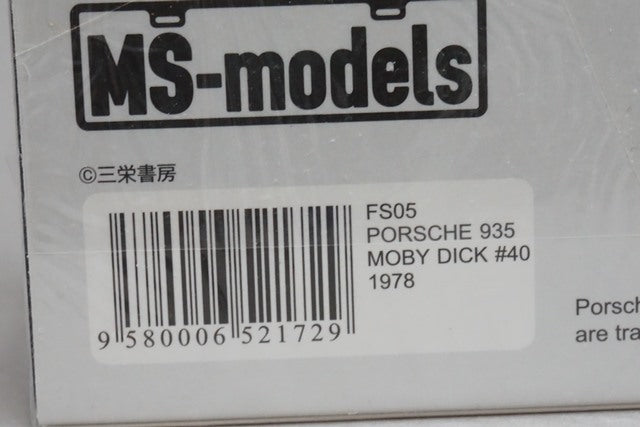 MS-models
©三栄書房
FS05
PORSCHE 935
MOBY DICK #40
1978
9 580006 521729
Porsch
are tra